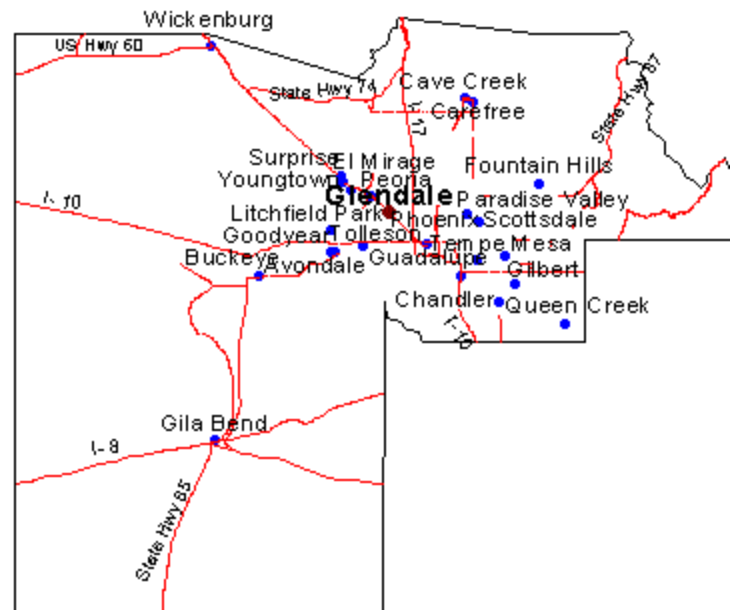 Wickenburg
US Hwy 60
State Hwy 74
Cave Creek
Carefree
I-17
State Hwy 87
Surprise
El Mirage
Fountain Hills
Youngtown
Peoria
Glendale
Paradise Valley
I-10
Litchfield Park
Phoenix
Scottsdale
Goodyear
Tolleson
Tempe
Mesa
Buckeye
Avondale
Guadalupe
Gilbert
Chandler
Queen Creek
I-10
Gila Bend
I-8
State Hwy 85